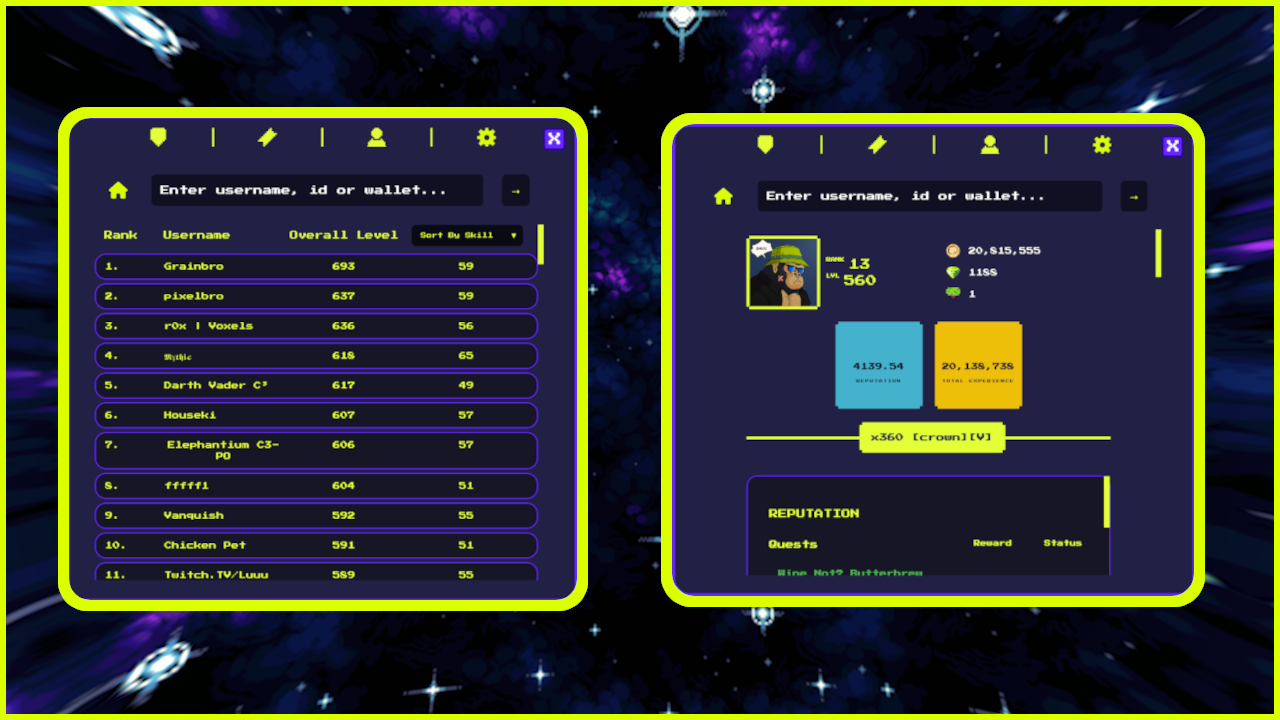 Enter username, id or wallet... →
Rank Username Overall Level Sort By Skill ▼
1. Grainbro 693 59
2. pixelbro 637 59
3. r0x | Voxels 636 56
4. 𝕸𝖞𝖙𝖍𝖎𝖈 618 65
5. Darth Vader C³ 617 49
6. Houseki 607 57
7. Elephantium C3- 606 57
PO
8. fffff1 604 51
9. Vanquish 592 55
10. Chicken Pet 591 51
11. Twitch.TV/Luuu 589 55
Enter username, id or wallet... →
RANK 13
LVL 560
20,815,555
1188
1
4139.54
REPUTATION
20,138,738
TOTAL EXPERIENCE
x360 [crown][V]
REPUTATION
Quests Reward Status
Wine Not? Butterbrew